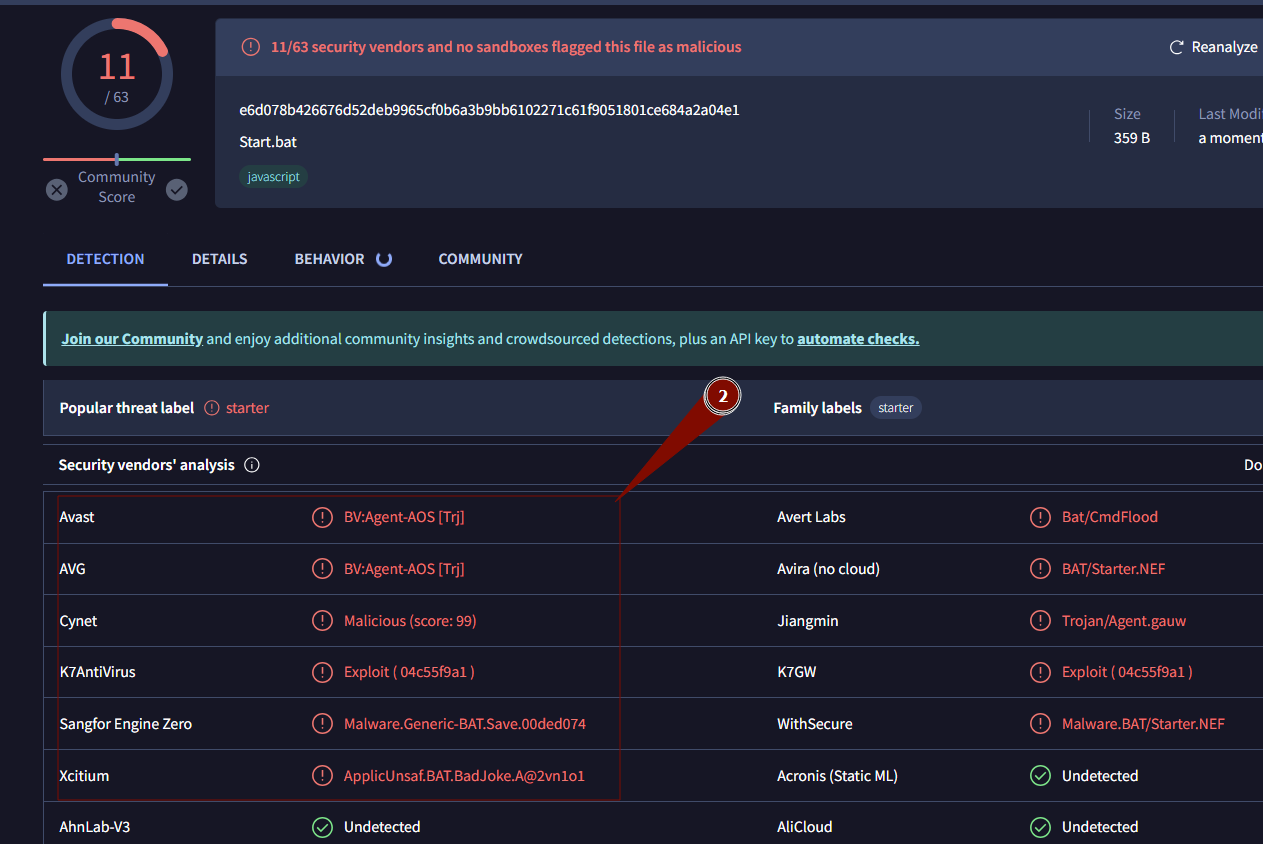 11
/ 63
Community
Score
11/63 security vendors and no sandboxes flagged this file as malicious
Reanalyze
e6d078b426676d52deb9965cf0b6a3b9bb6102271c61f9051801ce684a2a04e1
Start.bat
javascript
Size
359 B
Last Modif
a moment
DETECTION DETAILS BEHAVIOR COMMUNITY
Join our Community and enjoy additional community insights and crowdsourced detections, plus an API key to automate checks.
Popular threat label starter
2
Family labels starter
Security vendors' analysis
Do
Avast BV:Agent-AOS [Trj] Avert Labs Bat/CmdFlood
AVG BV:Agent-AOS [Trj] Avira (no cloud) BAT/Starter.NEF
Cynet Malicious (score: 99) Jiangmin Trojan/Agent.gauw
K7AntiVirus Exploit ( 04c55f9a1 ) K7GW Exploit ( 04c55f9a1 )
Sangfor Engine Zero Malware.Generic-BAT.Save.00ded074 WithSecure Malware.BAT/Starter.NEF
Xcitium ApplicUnsaf.BAT.BadJoke.A@2vn1o1 Acronis (Static ML) Undetected
AhnLab-V3 Undetected AliCloud Undetected